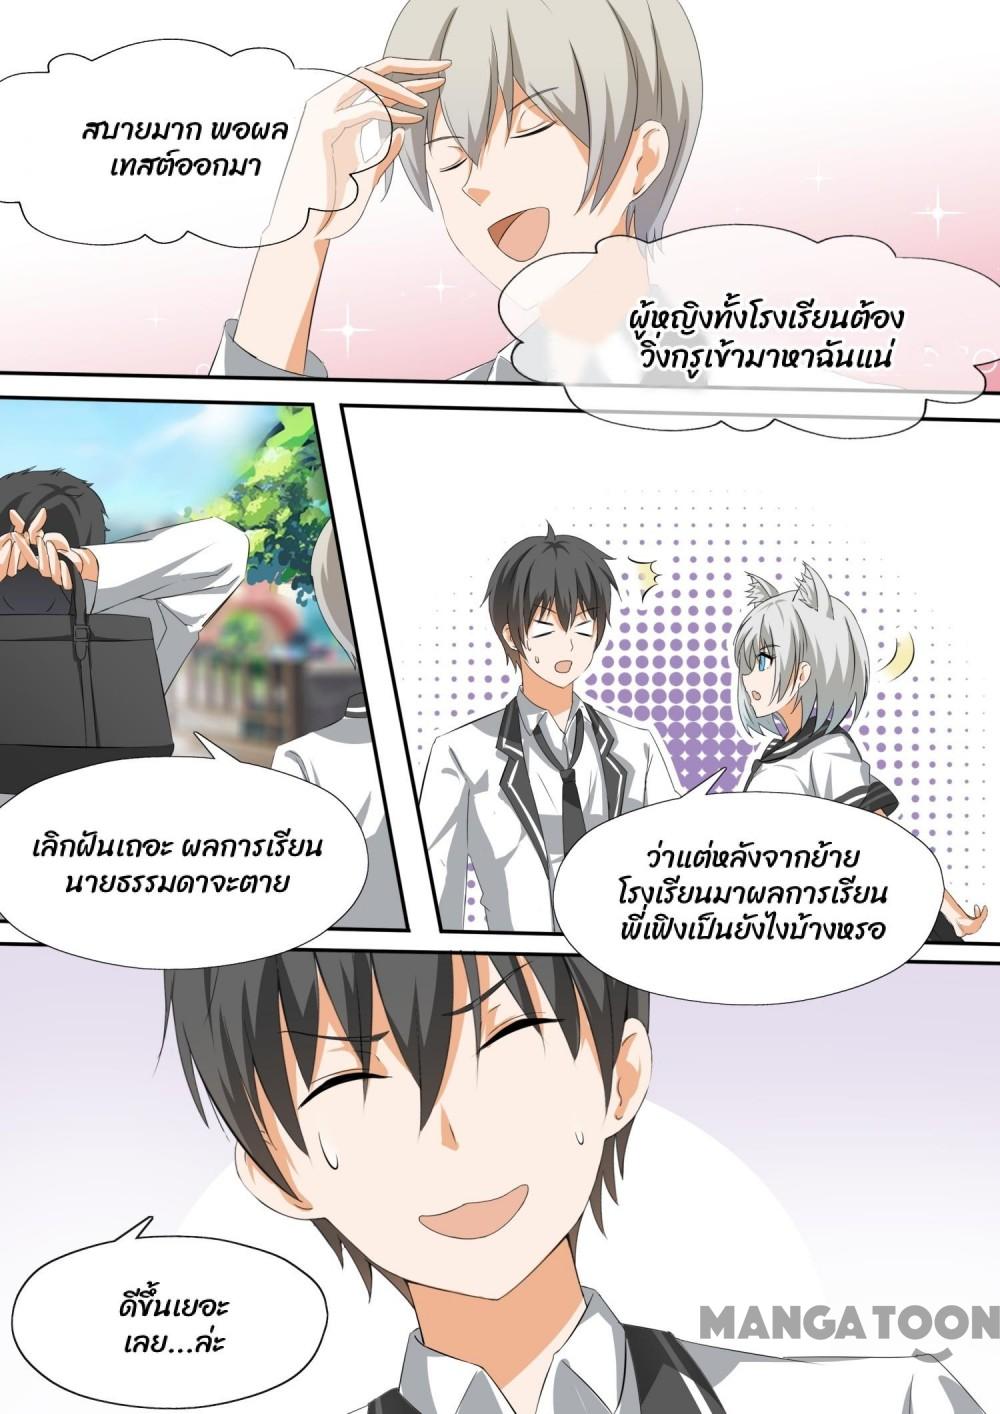 สบายมาก พอผล
เทสต์ออกมา
ผู้หญิงทั้งโรงเรียนต้อง
วิ่งกรูเข้ามาหาฉันแน่
เลิกฝันเถอะ ผลการเรียน
นายธรรมดาจะตาย
ว่าแต่หลังจากย้าย
โรงเรียนมาผลการเรียน
พี่เฟิงเป็นยังไงบ้างหรอ
ดีขึ้นเยอะ
เลย...ล่ะ
MANGATOON